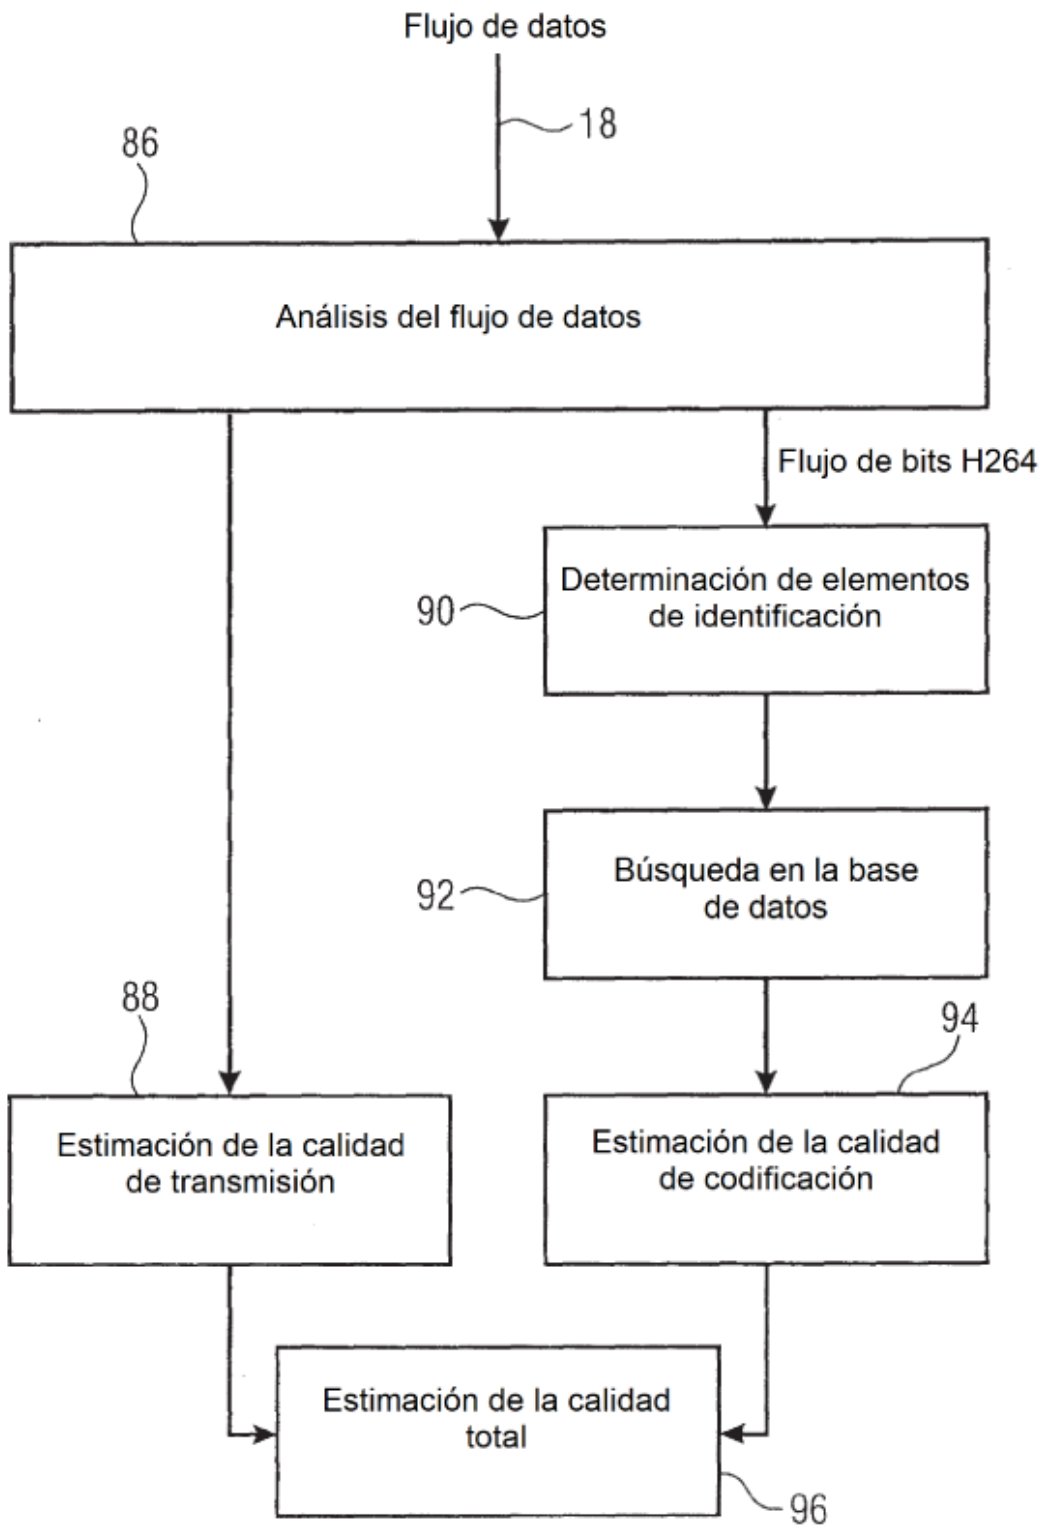 Flujo de datos
18
86
Análisis del flujo de datos
Flujo de bits H264
90
Determinación de elementos
de identificación
92
Búsqueda en la base
de datos
88
94
Estimación de la calidad
de transmisión
Estimación de la calidad
de codificación
Estimación de la calidad
total
96